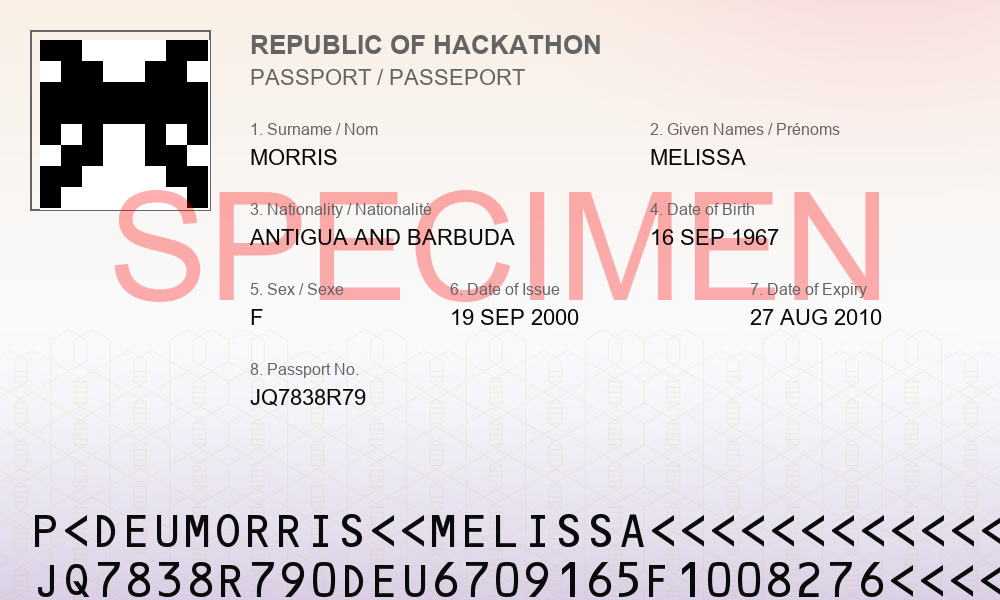 REPUBLIC OF HACKATHON
PASSPORT / PASSEPORT
1. Surname / Nom
2. Given Names / Prénoms
MORRIS
MELISSA
SPECIMEN
3. Nationality / Nationalité
4. Date of Birth
ANTIGUA AND BARBUDA
16 SEP 1967
5. Sex / Sexe
6. Date of Issue
7. Date of Expiry
F
19 SEP 2000
27 AUG 2010
8. Passport No.
JQ7838R79
P<DEUMORRIS<<MELISSA<<<<<<<<<<<<
JQ7838R790DEU6709165F1008276<<<<